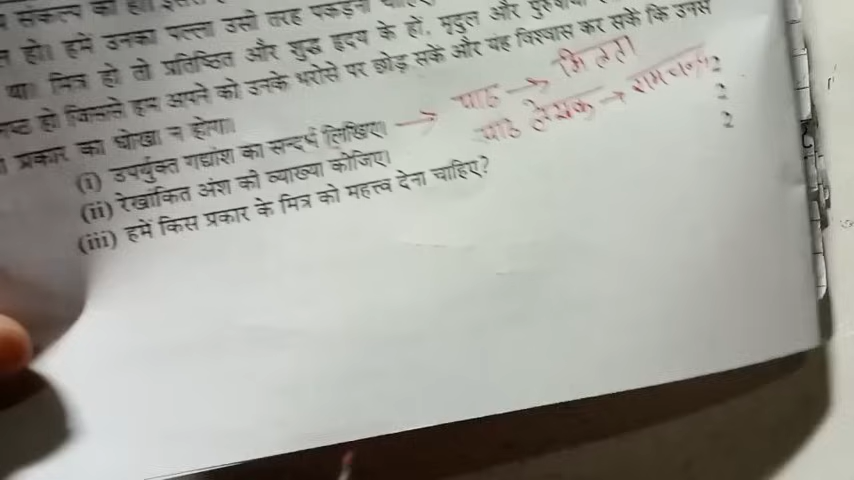 संकल्प को हो।
हो। हमें उनका पल्ला उसी तरह पकड़ना
था। मित्र हो तो प्रतिष्ठित और शुद्ध हृदय के हों, मृदुल और
हो जिससे हम अपने को उनके भरोसे पर छोड़ सकें और यह विश्वास कर सकें कि उनसे
प्रकार का धोखा न होगा।
(i) उपर्युक्त गद्यांश का सन्दर्भ लिखिए। → पाठ → मित्रता 2
(ii) रेखांकित अंश की व्याख्या कीजिए। पाठ लेखक → 2
(iii) हमें किस प्रकार के मित्र को महत्त्व देना चाहिए? 2